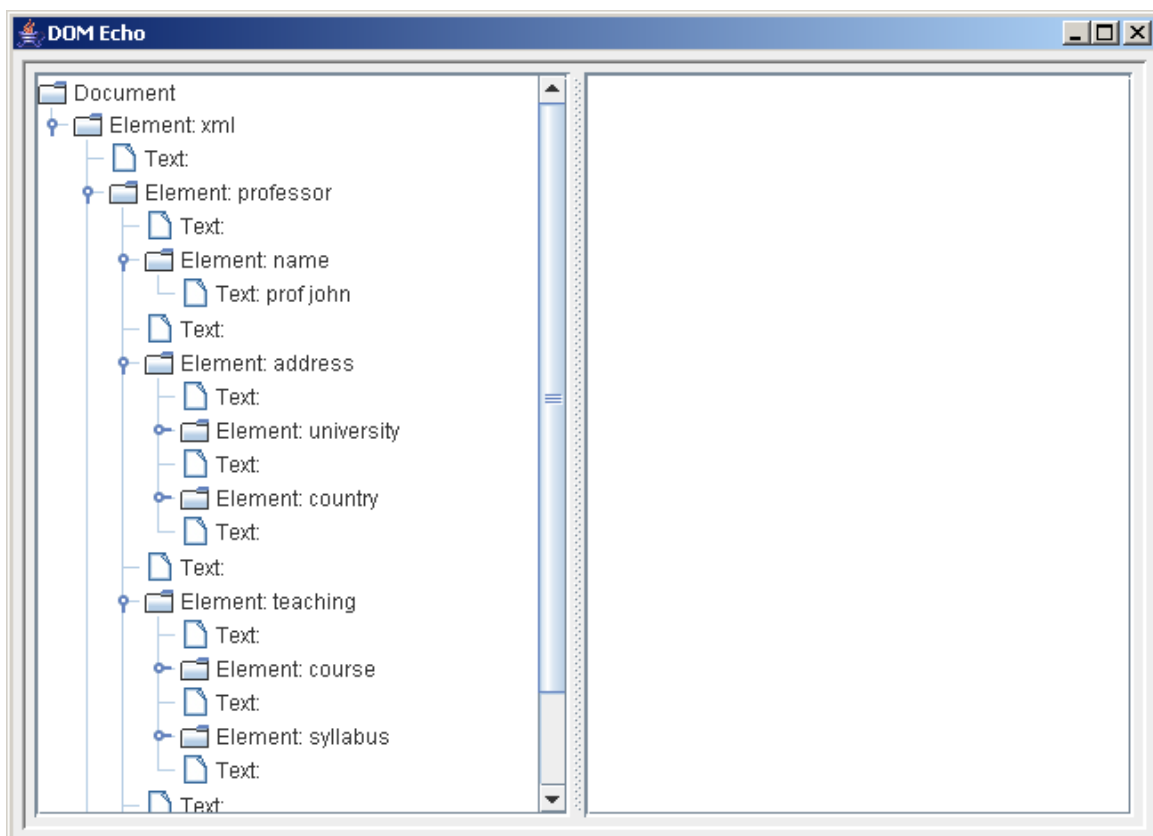 DOM Echo
Document
Element: xml
Text:
Element: professor
Text:
Element: name
Text: prof john
Text:
Element: address
Text:
Element: university
Text:
Element: country
Text:
Text:
Element: teaching
Text:
Element: course
Text:
Element: syllabus
Text:
Text: